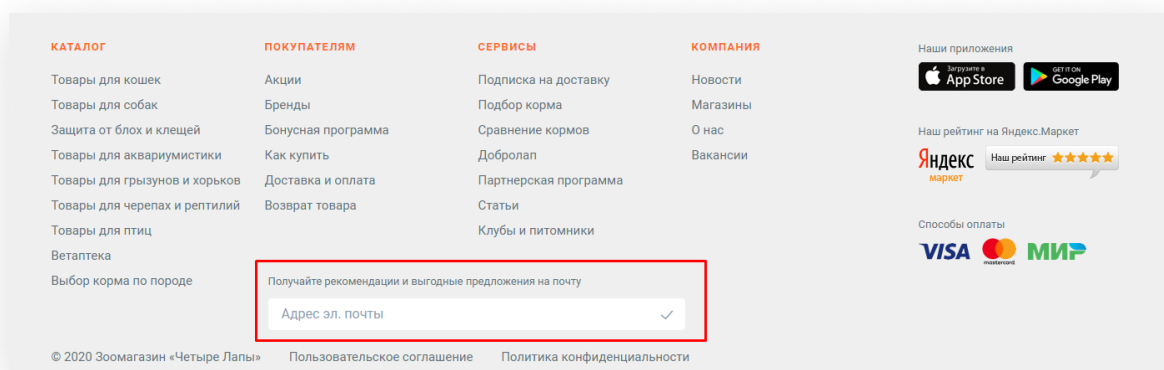 КАТАЛОГ
Товары для кошек
Товары для собак
Защита от блох и клещей
Товары для аквариумистики
Товары для грызунов и хорьков
Товары для черепах и рептилий
Товары для птиц
Ветаптека
Выбор корма по породе
ПОКУПАТЕЛЯМ
Акции
Бренды
Бонусная программа
Как купить
Доставка и оплата
Возврат товара
СЕРВИСЫ
Подписка на доставку
Подбор корма
Сравнение кормов
Добролап
Партнерская программа
Статьи
Клубы и питомники
КОМПАНИЯ
Новости
Магазины
О нас
Вакансии
Наши приложения
Загрузите в
App Store
GET IT ON
Google Play
Наш рейтинг на Яндекс.Маркет
Яндекс
маркет
Наш рейтинг
Способы оплаты
VISA
mastercard
МИР
Получайте рекомендации и выгодные предложения на почту
Адрес эл. почты
© 2020 Зоомагазин «Четыре Лапы»
Пользовательское соглашение
Политика конфиденциальности